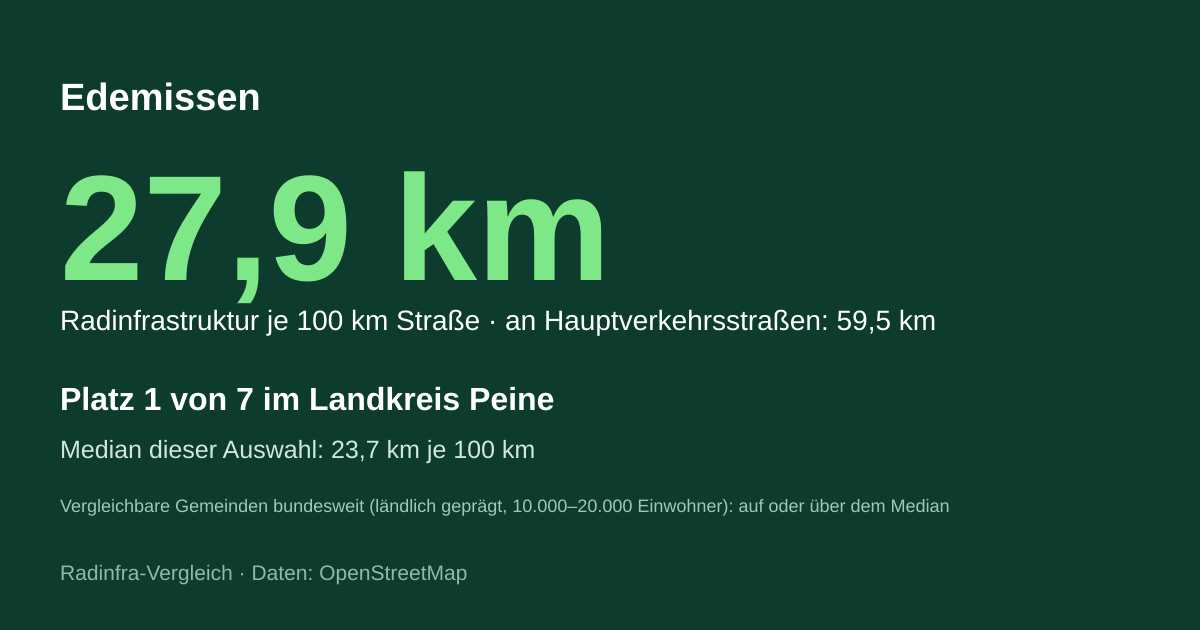 Edemissen
27,9 km
Radinfrastruktur je 100 km Straße · an Hauptverkehrsstraßen: 59,5 km
Platz 1 von 7 im Landkreis Peine
Median dieser Auswahl: 23,7 km je 100 km
Vergleichbare Gemeinden bundesweit (ländlich geprägt, 10.000–20.000 Einwohner): auf oder über dem Median
Radinfra-Vergleich · Daten: OpenStreetMap